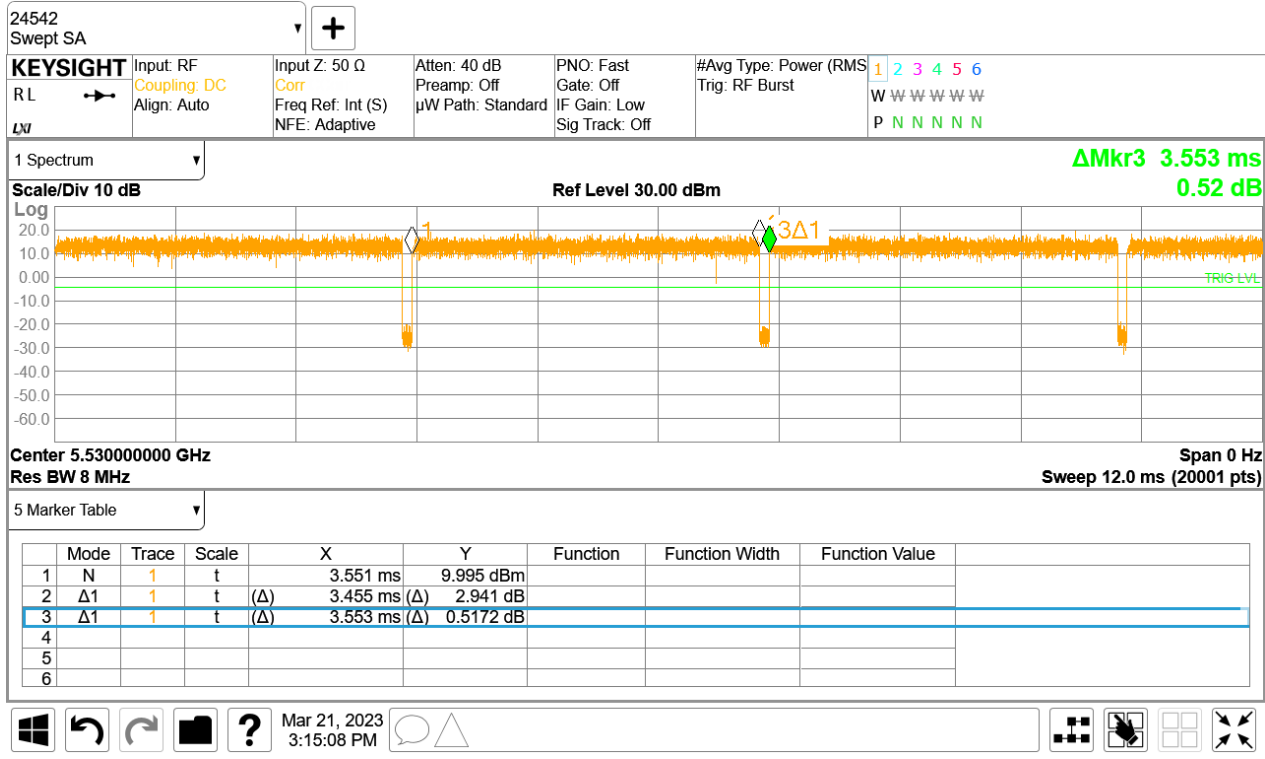 24542
Swept SA
KEYSIGHT
R L
LXI
Input: RF
Coupling: DC
Align: Auto
Input Z: 50 Ω
Corr
Freq Ref: Int (S)
NFE: Adaptive
Atten: 40 dB
Preamp: Off
µW Path: Standard
PNO: Fast
Gate: Off
IF Gain: Low
Sig Track: Off
#Avg Type: Power (RMS
Trig: RF Burst
1 2 3 4 5 6
W W W W W W
P N N N N N
1 Spectrum
ΔMkr3 3.553 ms
0.52 dB
Scale/Div 10 dB
Ref Level 30.00 dBm
Log
20.0
10.0
0.00
-10.0
-20.0
-30.0
-40.0
-50.0
-60.0
1
3Δ1
TRIG LVL
Center 5.530000000 GHz
Span 0 Hz
Res BW 8 MHz
Sweep 12.0 ms (20001 pts)
5 Marker Table
Mode Trace Scale X Y Function Function Width Function Value
1 N 1 t 3.551 ms 9.995 dBm
2 Δ1 1 t (Δ) 3.455 ms (Δ) 2.941 dB
3 Δ1 1 t (Δ) 3.553 ms (Δ) 0.5172 dB
4
5
6
?
Mar 21, 2023
3:15:08 PM